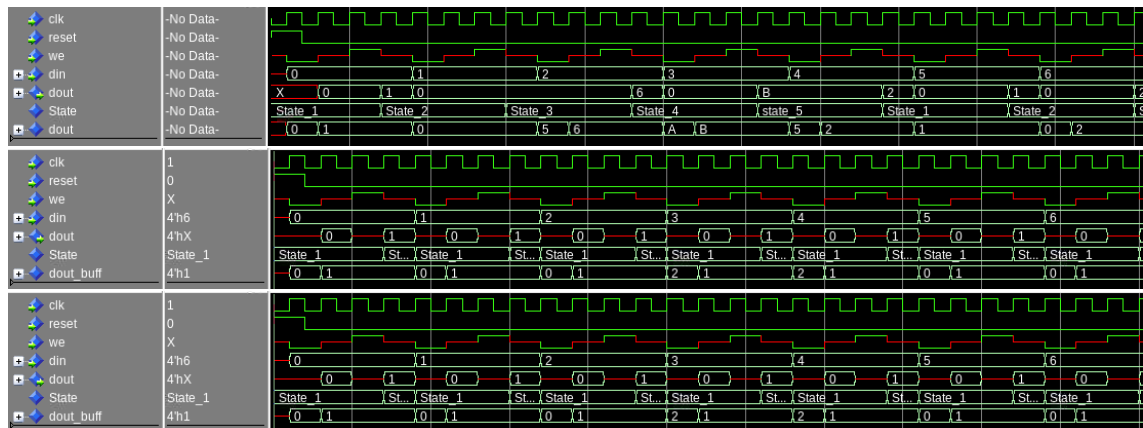 clk -No Data-
reset -No Data-
we -No Data-
din -No Data- 0 1 2 3 4 5 6
dout -No Data- X 0 1 0 6 0 B 2 0 1 0 2
State -No Data- State_1 State_2 State_3 State_4 state_5 State_1 State_2 S
dout -No Data- 0 1 0 5 6 A B 5 2 1 0 2
clk 1
reset 0
we X
din 4'h6 0 1 2 3 4 5 6
dout 4'hX 0 1 0 1 0 1 0 1 0 1 0 1 0
State State_1 State_1 St... State_1 St... State_1 St... State_1 St... State_1 St... State_1 St... State_1
dout_buff 4'h1 0 1 0 1 0 1 2 1 2 1 0 1 0 1
clk 1
reset 0
we X
din 4'h6 0 1 2 3 4 5 6
dout 4'hX 0 1 0 1 0 1 0 1 0 1 0 1 0
State State_1 State_1 St... State_1 St... State_1 St... State_1 St... State_1 St... State_1 St... State_1
dout_buff 4'h1 0 1 0 1 0 1 2 1 2 1 0 1 0 1